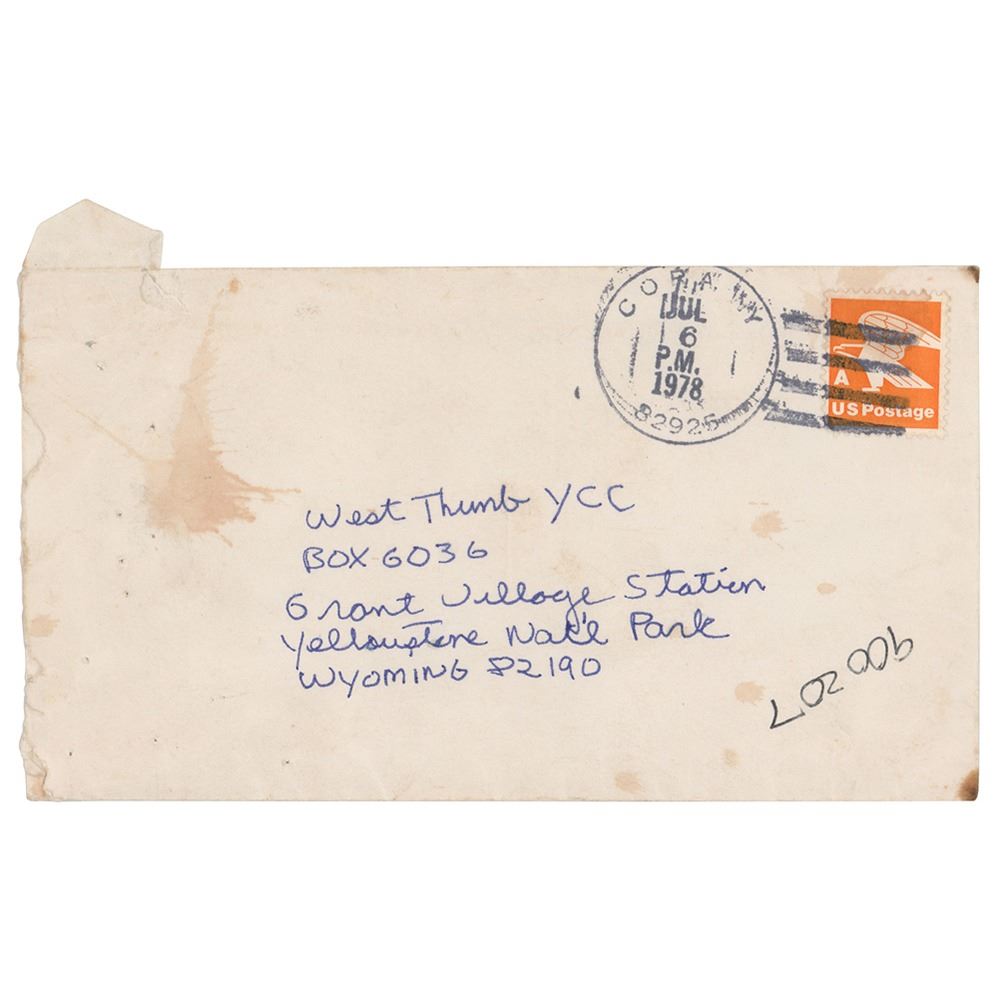 CORA, WY
JUL
6
P.M.
1978
82925
A
US Postage
West Thumb YCC
BOX 6036
Grant Village Station
Yellowstone Nat'l Park
WYOMING 82190